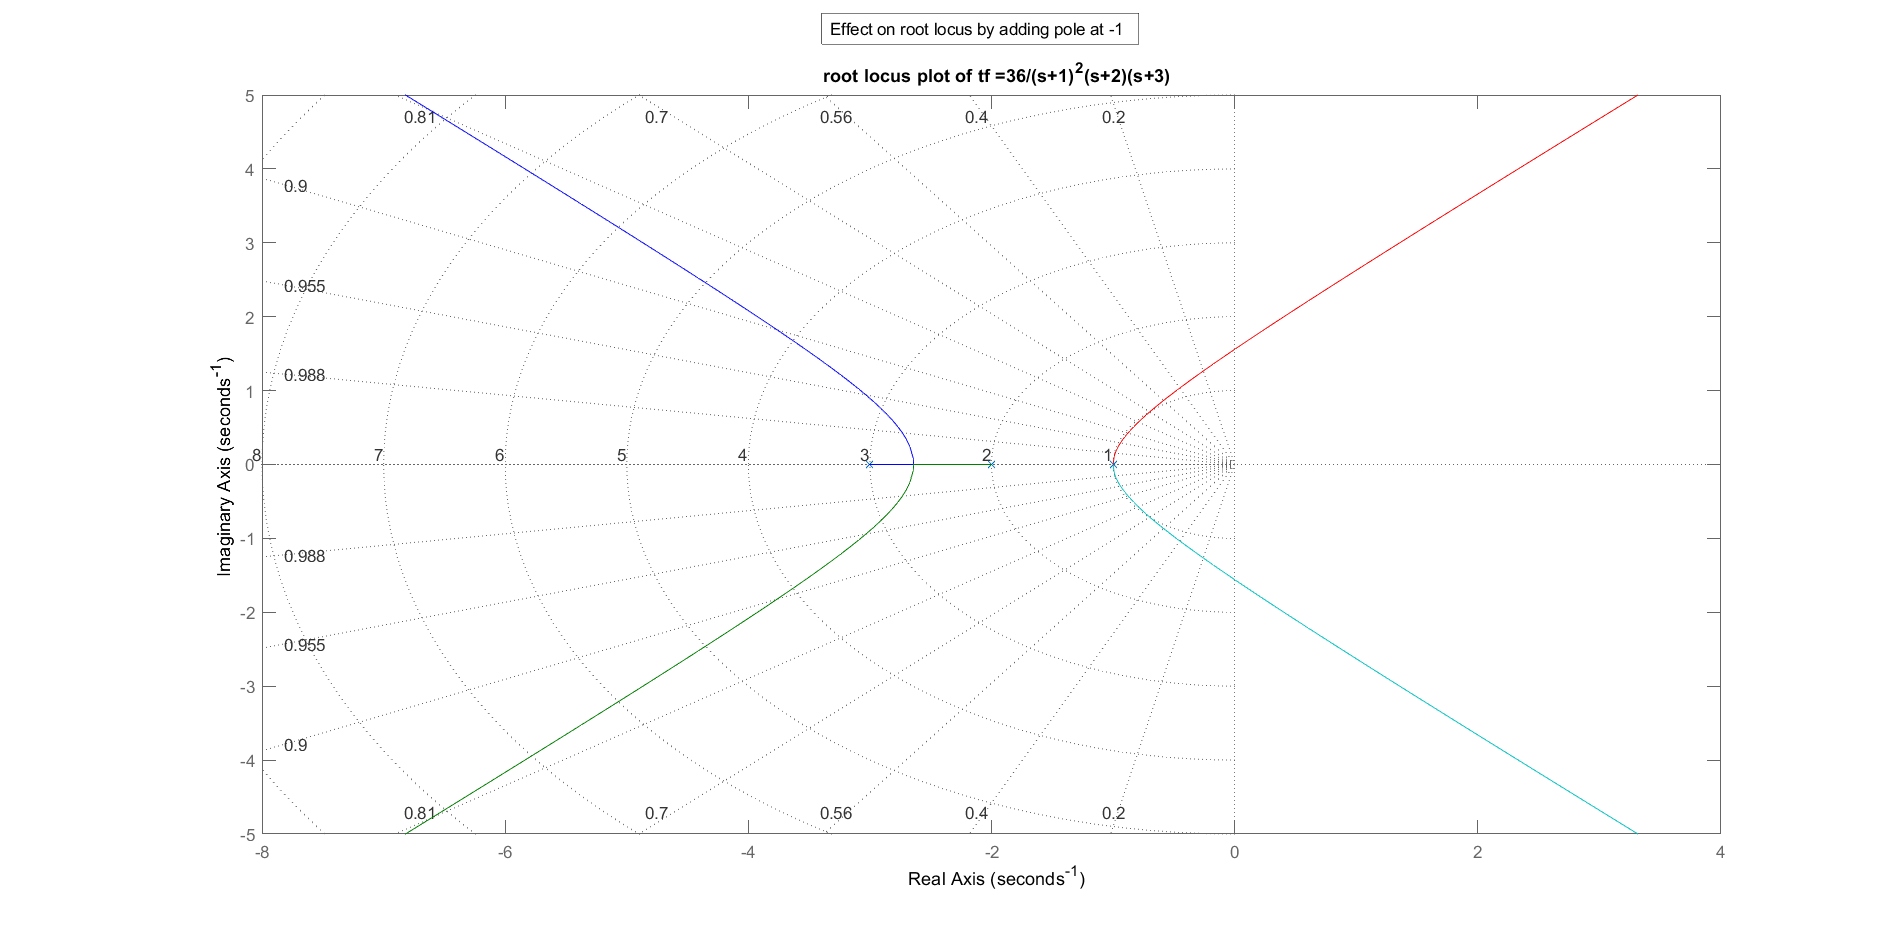 Effect on root locus by adding pole at -1
root locus plot of tf =36/(s+1)²(s+2)(s+3)
5
4
3
2
1
0
-1
-2
-3
-4
-5
Imaginary Axis (seconds⁻¹)
0.81 0.7 0.56 0.4 0.2
0.9
0.955
0.988
8 7 6 5 4 3 2 1
0.988
0.955
0.9
0.81 0.7 0.56 0.4 0.2
-8 -6 -4 -2 0 2 4
Real Axis (seconds⁻¹)